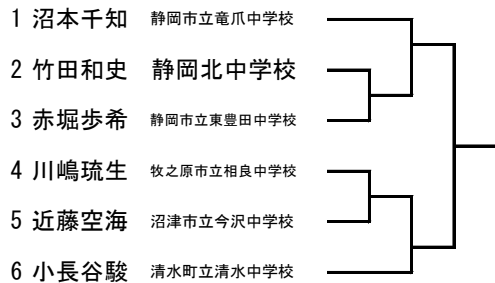 1 沼本千知 静岡市立竜爪中学校
2 竹田和史 静岡北中学校
3 赤堀歩希 静岡市立東豊田中学校
4 川嶋琉生 牧之原市立相良中学校
5 近藤空海 沼津市立今沢中学校
6 小長谷駿 清水町立清水中学校